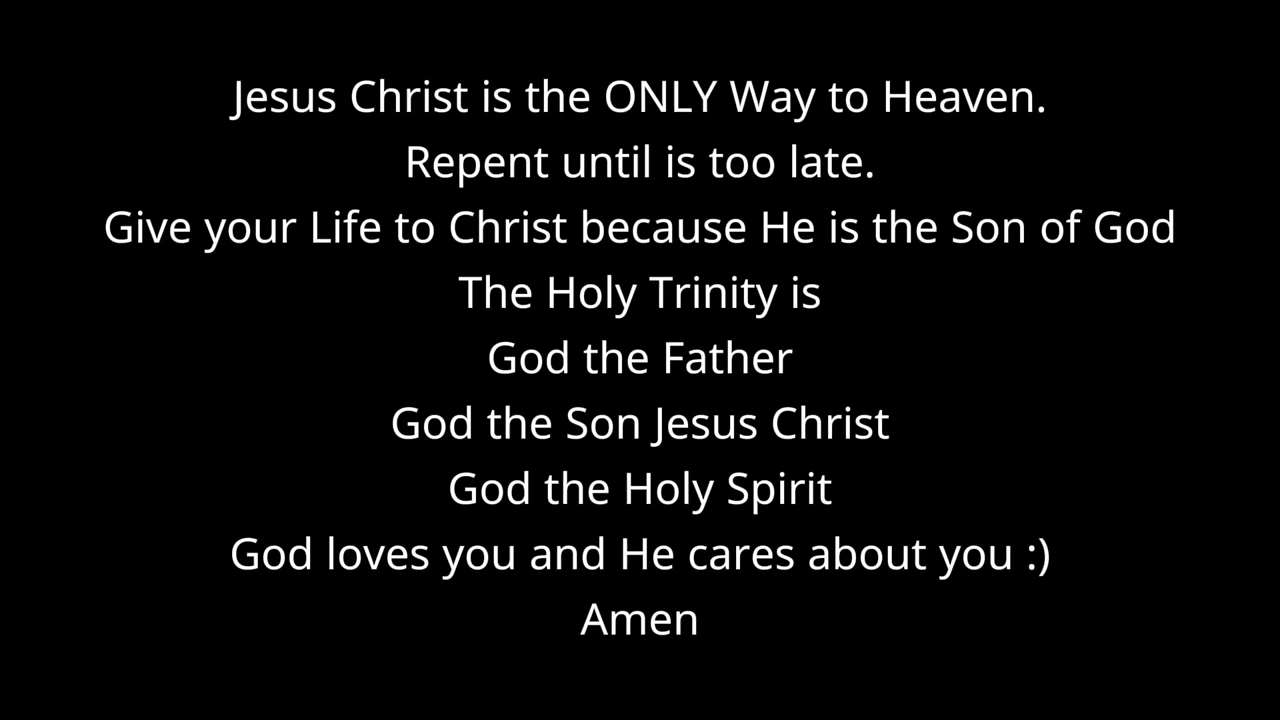 Jesus Christ is the ONLY Way to Heaven.
Repent until is too late.
Give your Life to Christ because He is the Son of God
The Holy Trinity is
God the Father
God the Son Jesus Christ
God the Holy Spirit
God loves you and He cares about you :)
Amen